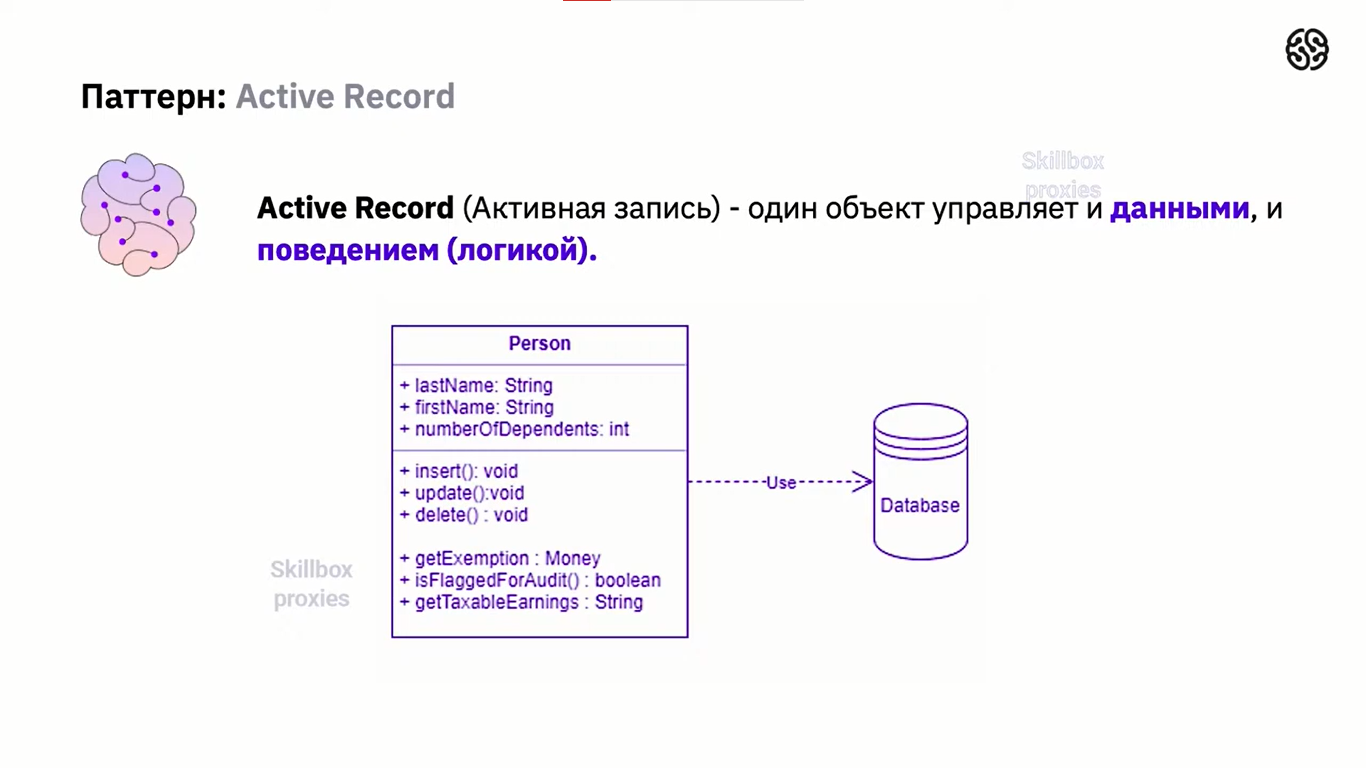 Паттерн: Active Record
Skillbox
proxies
Active Record (Активная запись) - один объект управляет и данными, и
поведением (логикой).
Person
+ lastName: String
+ firstName: String
+ numberOfDependents: int
+ insert(): void
+ update():void
+ delete() : void
+ getExemption : Money
+ isFlaggedForAudit() : boolean
+ getTaxableEarnings : String
Use
Database
Skillbox
proxies